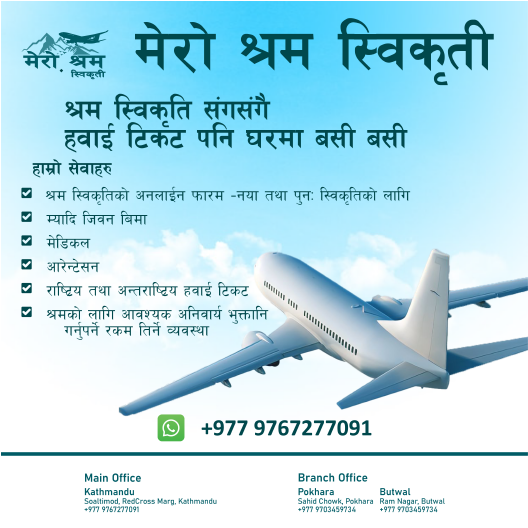 मेरो श्रम
स्विकृती
मेरो श्रम स्विकृती
श्रम स्विकृति संगसंगै
हवाई टिकट पनि घरमा बसी बसी
हाम्रो सेवाहरु
श्रम स्विकृतिको अनलाईन फारम -नया तथा पुनः स्विकृतिको लागि
म्यादि जिवन बिमा
मेडिकल
आरेन्टेसन
राष्ट्रिय तथा अन्तराष्ट्रिय हवाई टिकट
श्रमको लागि आवश्यक अनिवार्य भुक्तानि
गर्नुपर्ने रकम तिर्ने व्यवस्था
+977 9767277091
Main Office
Kathmandu
Soaltimod, RedCross Marg, Kathmandu
+977 9767277091
Branch Office
Pokhara
Sahid Chowk, Pokhara
+977 9703459734
Butwal
Ram Nagar, Butwal
+977 9703459734